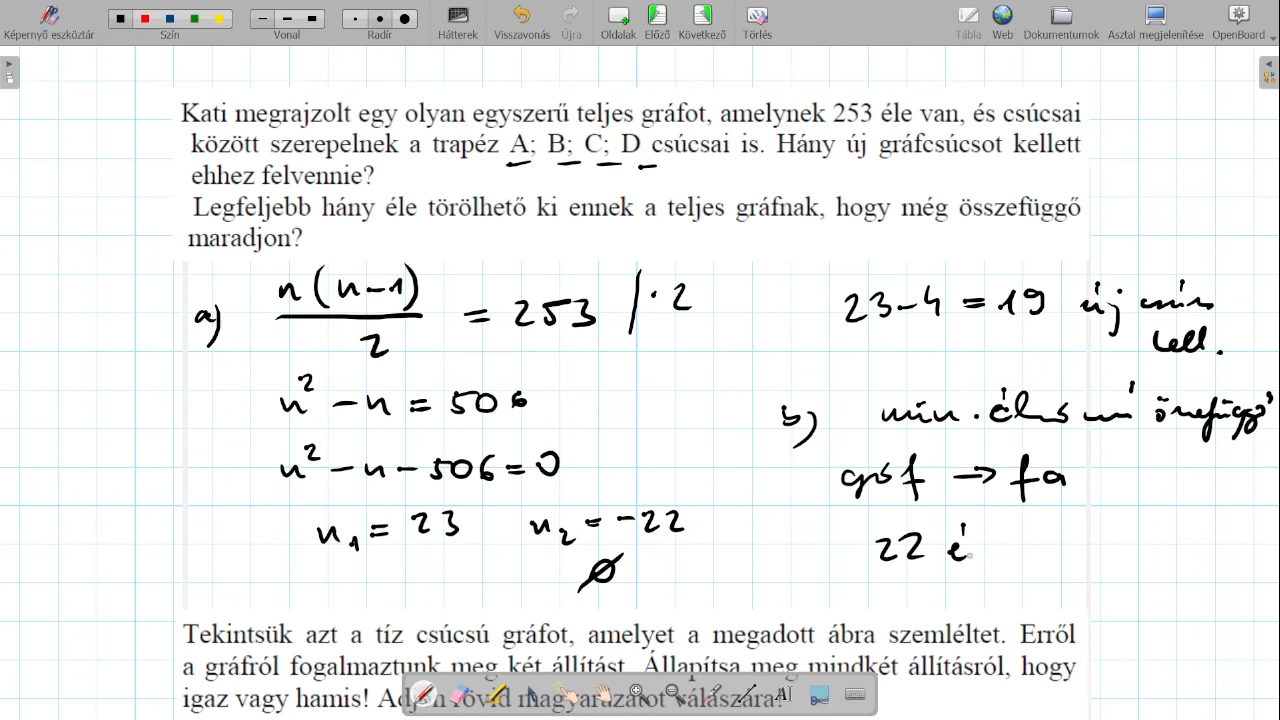 Képernyő eszköztár Szín Vonal Radír Hátterek Visszavonás Újra Oldalak Előző Következő Törlés Tábla Web Dokumentumok Asztal megjelenítése OpenBoard
Kati megrajzolt egy olyan egyszerű teljes gráfot, amelynek 253 éle van, és csúcsai
között szerepelnek a trapéz A; B; C; D csúcsai is. Hány új gráfcsúcsot kellett
ehhez felvennie?
Legfeljebb hány éle törölhető ki ennek a teljes gráfnak, hogy még összefüggő
maradjon?
a) n(n-1)/2 = 253 /·2
n² - n = 506
n² - n - 506 = 0
n₁ = 23 n₂ = -22
∅
23 - 4 = 19 új csúcs
kell.
b) min. élszámú összefüggő
gráf → fa
22 é
Tekintsük azt a tíz csúcsú gráfot, amelyet a megadott ábra szemléltet. Erről
a gráfról fogalmaztunk meg két állítást. Állapítsa meg mindkét állításról, hogy
igaz vagy hamis! Adjon rövid magyarázatot válaszára!